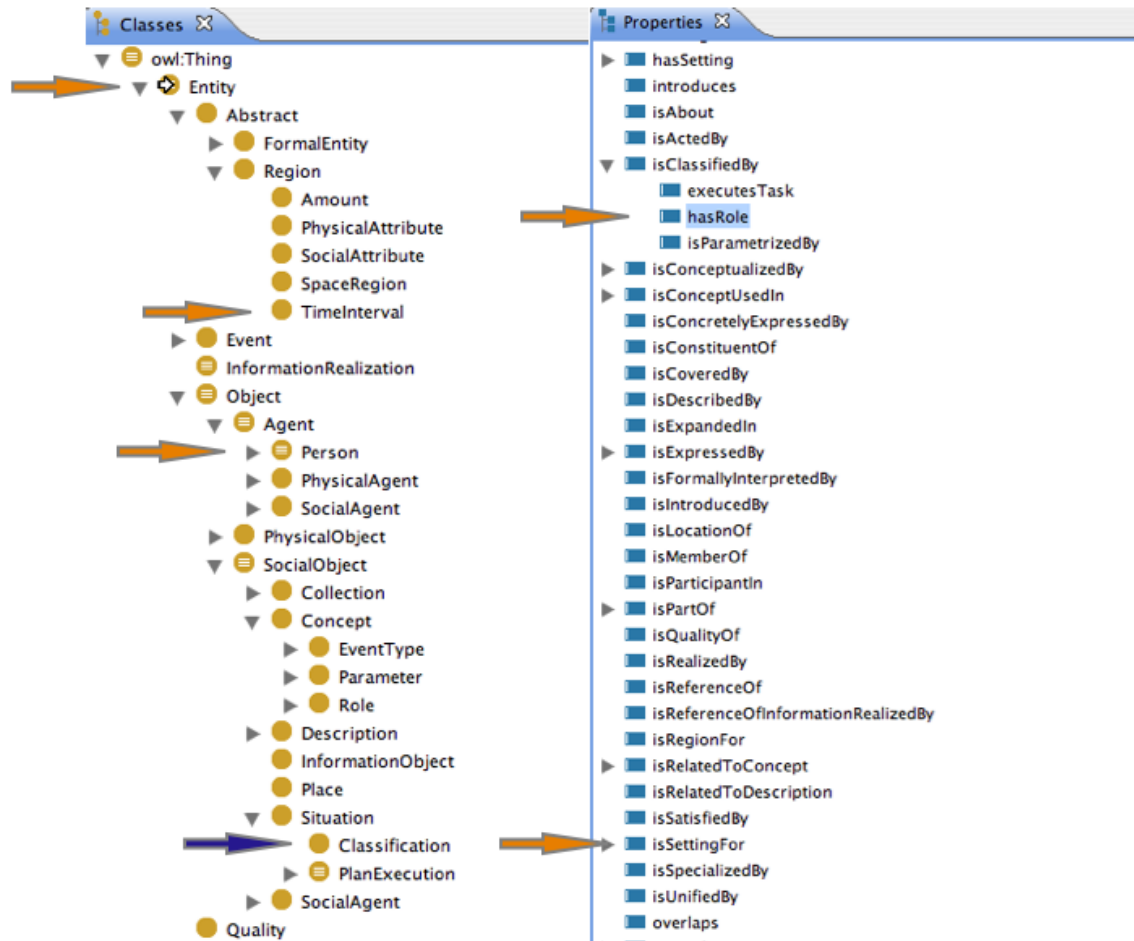 Classes
owl:Thing
Entity
Abstract
FormalEntity
Region
Amount
PhysicalAttribute
SocialAttribute
SpaceRegion
TimeInterval
Event
InformationRealization
Object
Agent
Person
PhysicalAgent
SocialAgent
PhysicalObject
SocialObject
Collection
Concept
EventType
Parameter
Role
Description
InformationObject
Place
Situation
Classification
PlanExecution
SocialAgent
Quality
Properties
hasSetting
introduces
isAbout
isActedBy
isClassifiedBy
executesTask
hasRole
isParametrizedBy
isConceptualizedBy
isConceptUsedIn
isConcretelyExpressedBy
isConstituentOf
isCoveredBy
isDescribedBy
isExpandedIn
isExpressedBy
isFormallyInterpretedBy
isIntroducedBy
isLocationOf
isMemberOf
isParticipantIn
isPartOf
isQualityOf
isRealizedBy
isReferenceOf
isReferenceOfInformationRealizedBy
isRegionFor
isRelatedToConcept
isRelatedToDescription
isSatisfiedBy
isSettingFor
isSpecializedBy
isUnifiedBy
overlaps